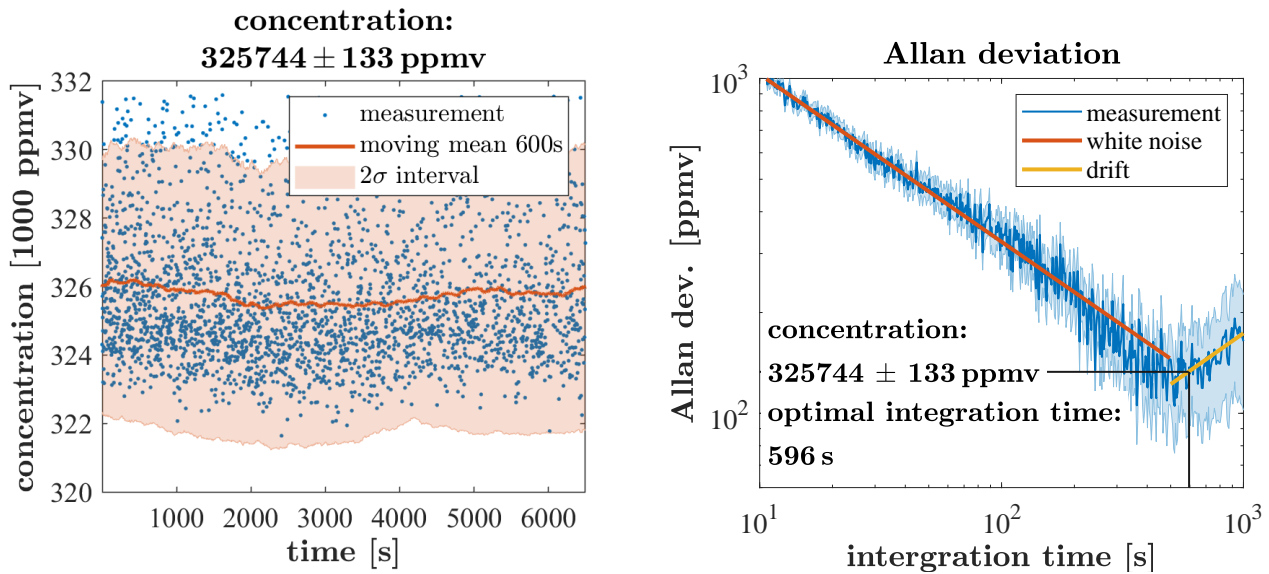 concentration:
325744 ± 133 ppmv
concentration [1000 ppmv]
332
330
328
326
324
322
320
measurement
moving mean 600s
2σ interval
1000 2000 3000 4000 5000 6000
time [s]
Allan deviation
Allan dev. [ppmv]
10³
10²
measurement
white noise
drift
concentration:
325744 ± 133 ppmv
optimal integration time:
596 s
10¹ 10² 10³
intergration time [s]